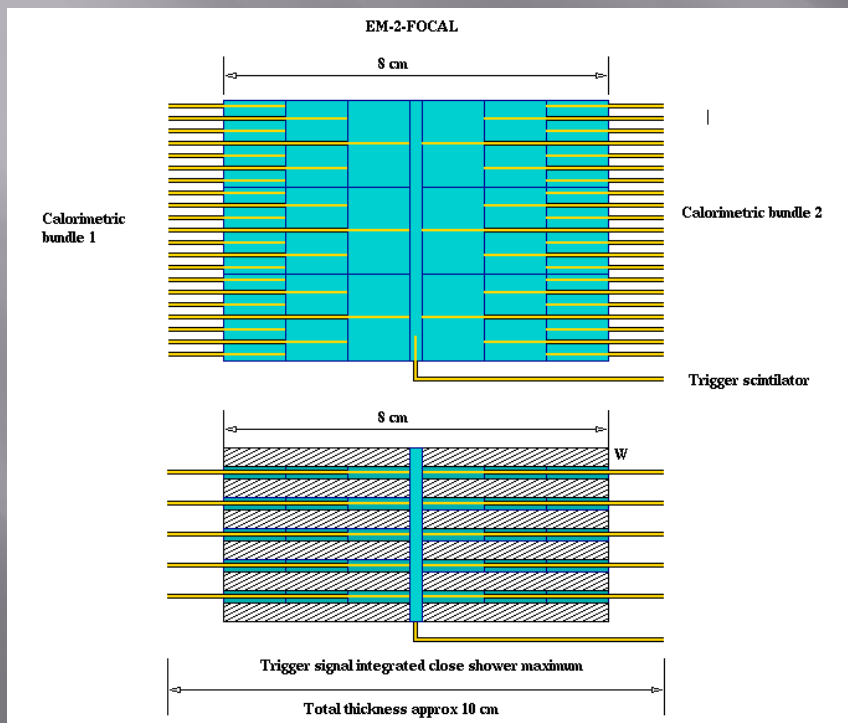 EM-2-FOCAL
8 cm
Calorimetric
bundle 1
Calorimetric bundle 2
Trigger scintilator
8 cm
W
Trigger signal integrated close shower maximum
Total thickness approx 10 cm